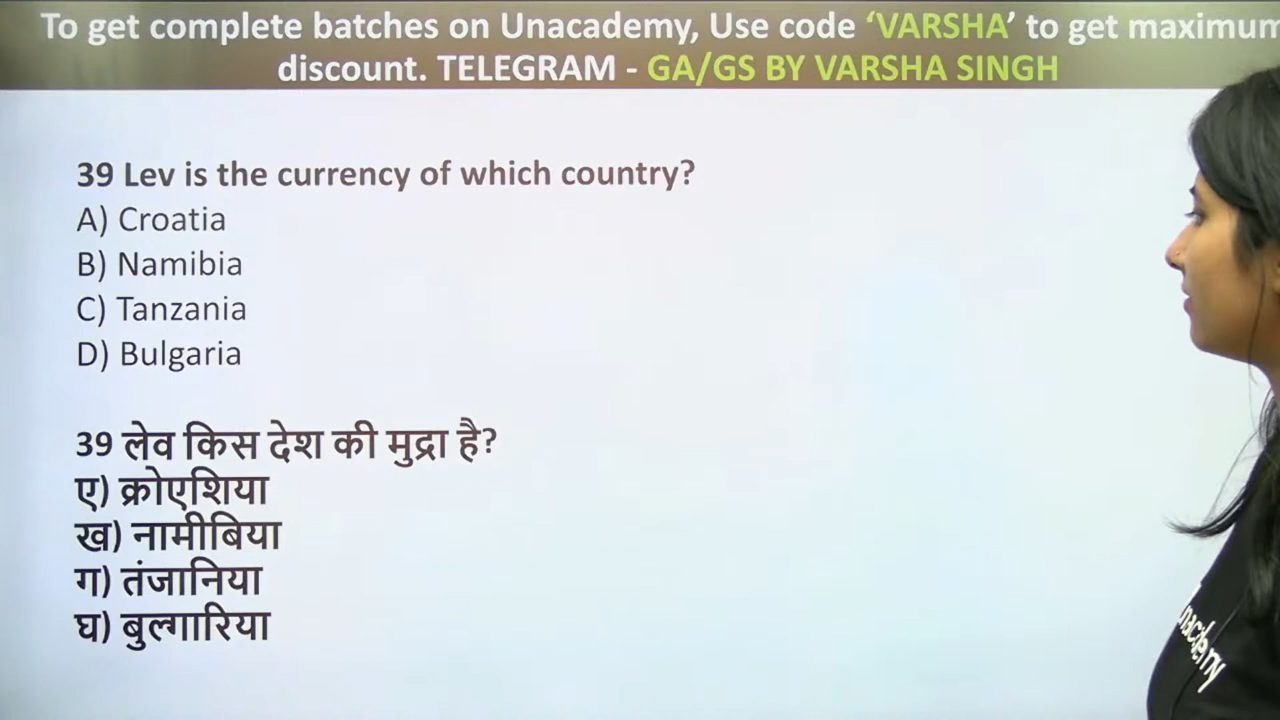 To get complete batches on Unacademy, Use code ‘VARSHA’ to get maximum
discount. TELEGRAM - GA/GS BY VARSHA SINGH
39 Lev is the currency of which country?
A) Croatia
B) Namibia
C) Tanzania
D) Bulgaria
39 लेव किस देश की मुद्रा है?
ए) क्रोएशिया
ख) नामीबिया
ग) तंजानिया
घ) बुल्गारिया